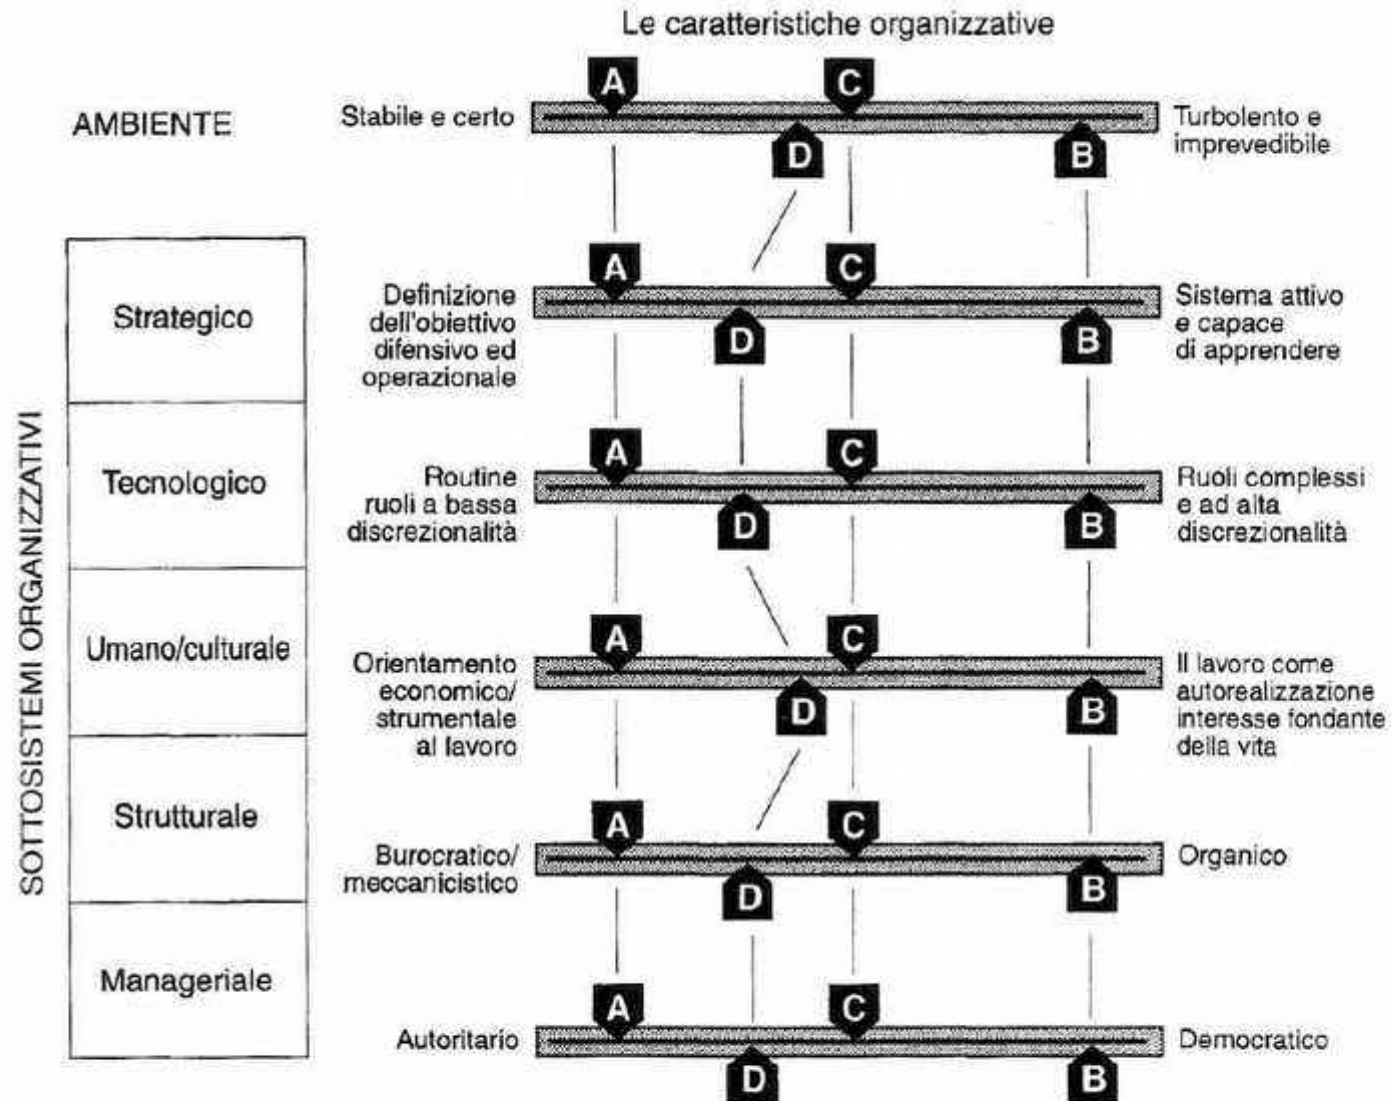 Le caratteristiche organizzative
A
C
AMBIENTE
Stabile e certo
Turbolento e
imprevedibile
D
B
SOTTOSISTEMI ORGANIZZATIVI
A
C
Strategico
Definizione
dell'obiettivo
difensivo ed
operazionale
Sistema attivo
e capace
di apprendere
D
B
A
C
Tecnologico
Routine
ruoli a bassa
discrezionalità
Ruoli complessi
e ad alta
discrezionalità
D
B
A
C
Umano/culturale
Orientamento
economico/
strumentale
al lavoro
Il lavoro come
autorealizzazione
interesse fondante
della vita
D
B
A
C
Strutturale
Burocratico/
meccanicistico
Organico
D
B
A
C
Manageriale
Autoritario
Democratico
D
B